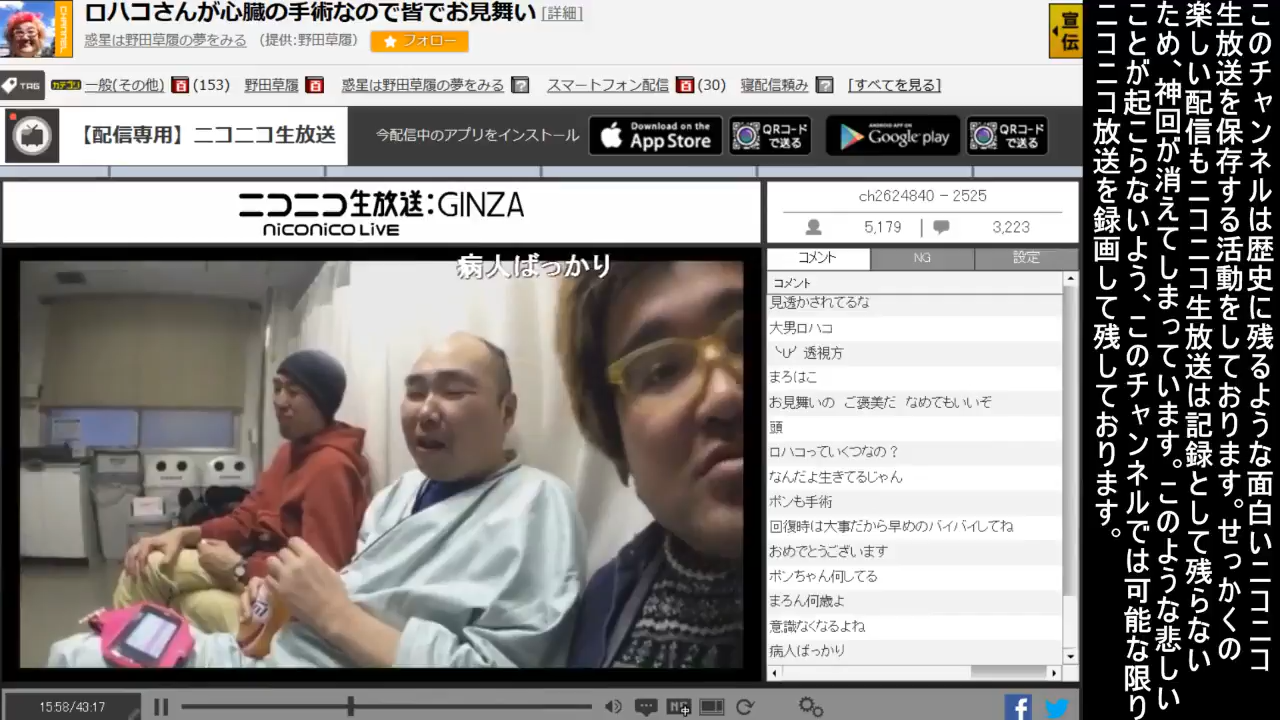 ロハコさんが心臓の手術なので皆でお見舞い [詳細]
惑星は野田草履の夢をみる (提供:野田草履) フォロー
CHANNEL
宣伝
TAG カテゴリ 一般(その他) 百 (153) 野田草履 百 惑星は野田草履の夢をみる ? スマートフォン配信 百 (30) 寝配信頼み ? [すべてを見る]
【配信専用】ニコニコ生放送
今配信中のアプリをインストール
Download on the App Store
QRコードで送る
ANDROID APP ON Google play
QRコードで送る
ニコニコ生放送:GINZA
niconico LIVE
ch2624840 - 2525
5,179 | 3,223
コメント NG 設定
コメント
病人ばっかり
見透かされてるな
大男ロハコ
透視方
まろはこ
お見舞いの ご褒美だ なめてもいいぞ
頭
ロハコっていくつなの?
なんだよ生きてるじゃん
ボンも手術
回復時は大事だから早めのバイバイしてね
おめでとうございます
ボンちゃん何してる
まろん何歳よ
意識なくなるよね
病人ばっかり
15:58/43:17
このチャンネルは歴史に残るような面白いニコニコ
生放送を保存する活動をしております。せっかくの
楽しい配信もニコニコ生放送は記録として残らない
ため、神回が消えてしまっています。このような悲しい
ことが起こらないよう、このチャンネルでは可能な限り
ニコニコ放送を録画して残しております。